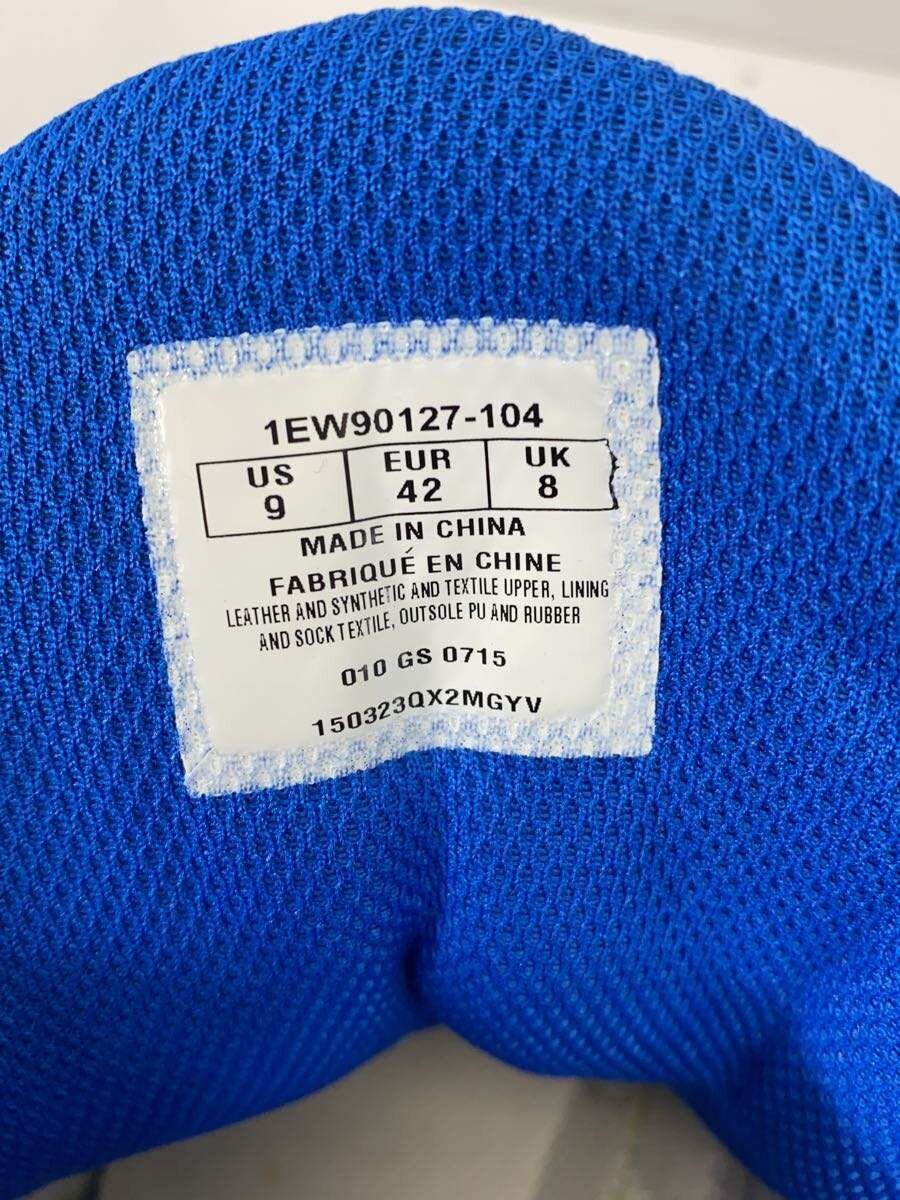 1EW90127-104
US EUR UK
9 42 8
MADE IN CHINA
FABRIQUÉ EN CHINE
LEATHER AND SYNTHETIC AND TEXTILE UPPER, LINING
AND SOCK TEXTILE, OUTSOLE PU AND RUBBER
010 GS 0715
150323QX2MGYV